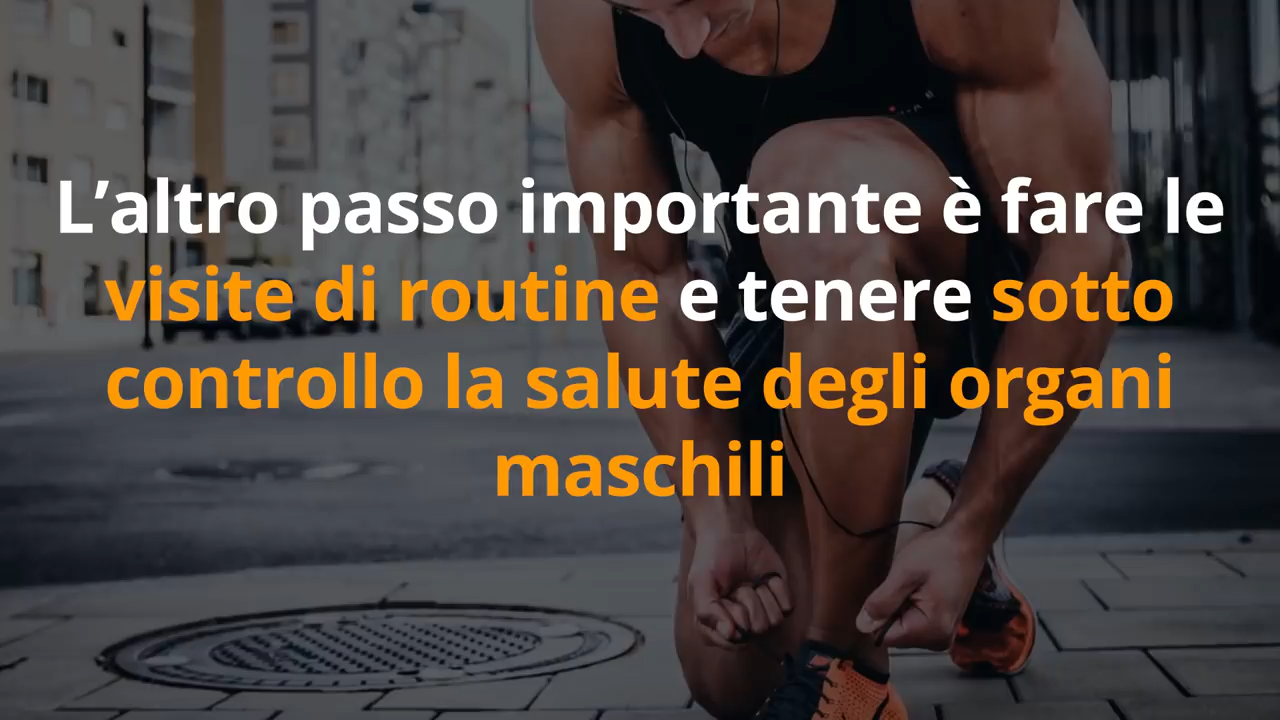 L’altro passo importante è fare le
visite di routine e tenere sotto
controllo la salute degli organi
maschili